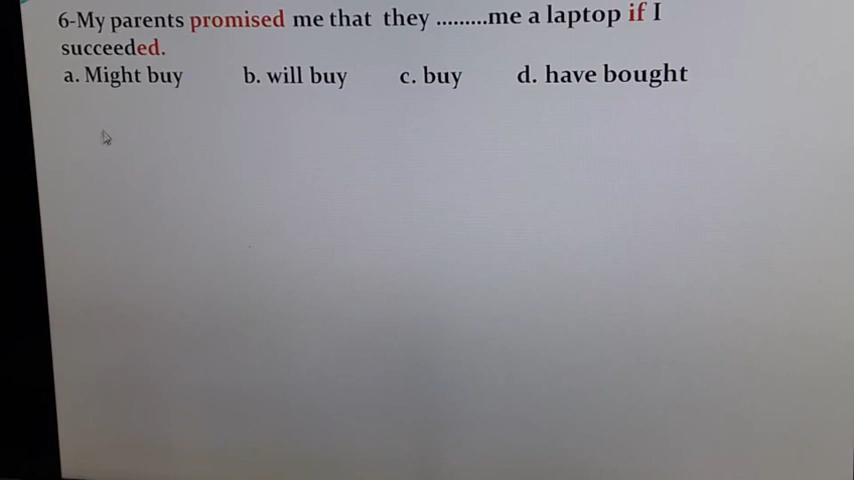 6-My parents promised me that they .........me a laptop if I
succeeded.
a. Might buy b. will buy c. buy d. have bought